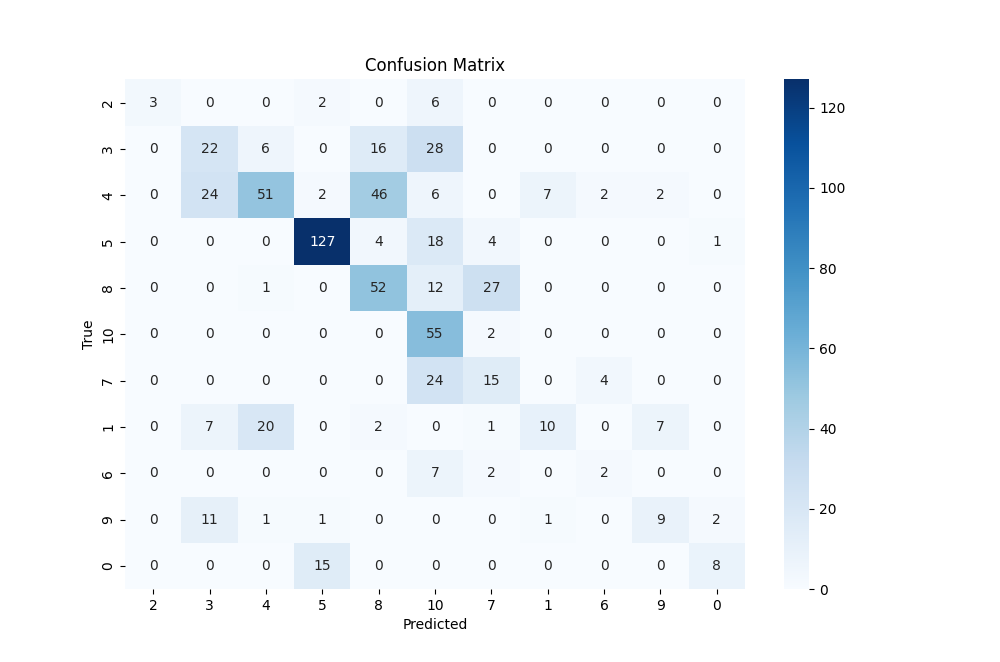 Confusion Matrix
2 3 0 0 2 0 6 0 0 0 0 0
3 0 22 6 0 16 28 0 0 0 0 0
4 0 24 51 2 46 6 0 7 2 2 0
5 0 0 0 127 4 18 4 0 0 0 1
8 0 0 1 0 52 12 27 0 0 0 0
10 0 0 0 0 0 55 2 0 0 0 0
7 0 0 0 0 0 24 15 0 4 0 0
1 0 7 20 0 2 0 1 10 0 7 0
6 0 0 0 0 0 7 2 0 2 0 0
9 0 11 1 1 0 0 0 1 0 9 2
0 0 0 0 15 0 0 0 0 0 0 8
2 3 4 5 8 10 7 1 6 9 0
Predicted
True
120
100
80
60
40
20
0